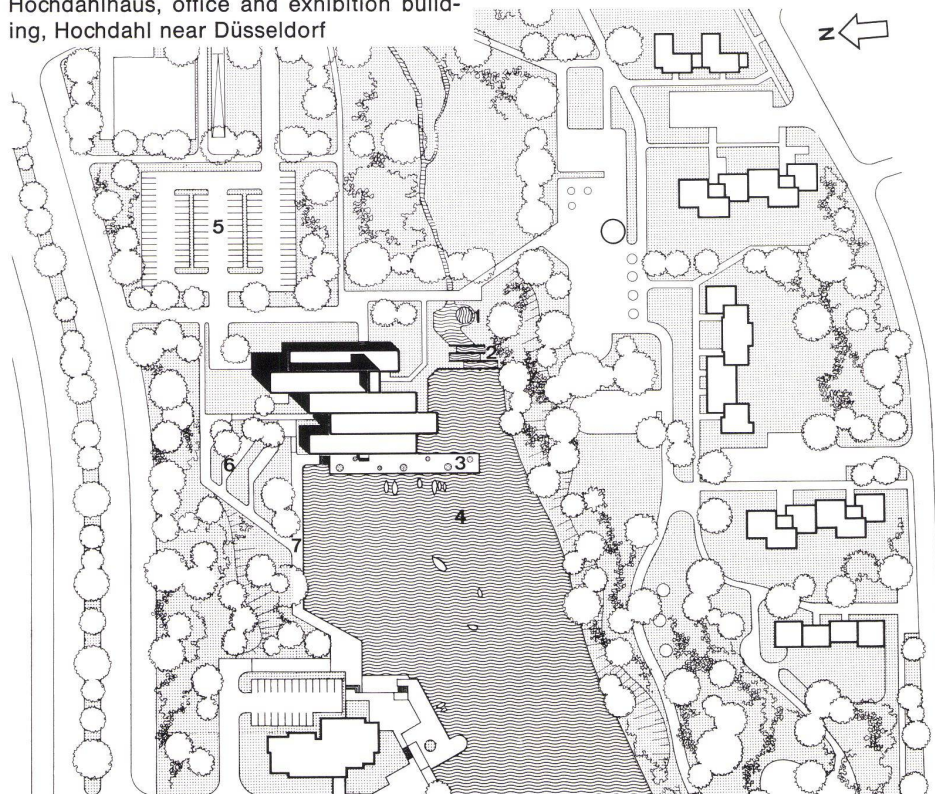 Hochdahlhaus, office and exhibition build-
ing, Hochdahl near Düsseldorf
N
5
1
2
3
6
4
7